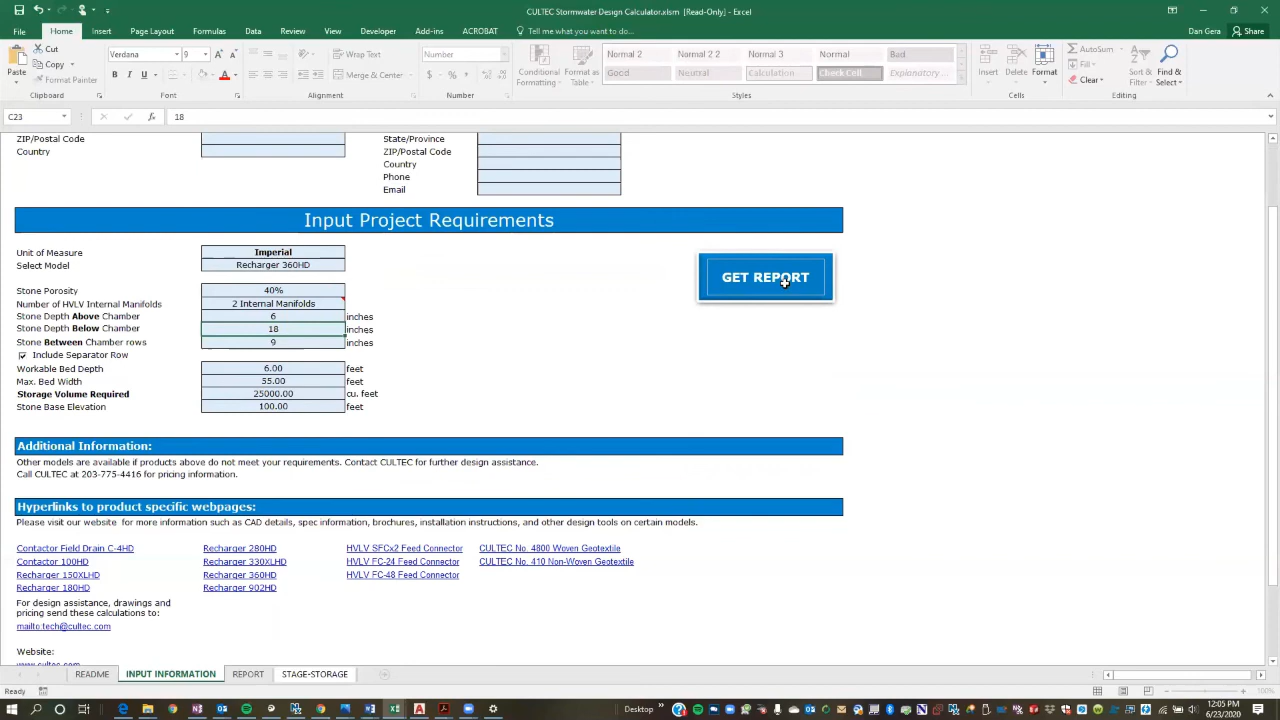 CULTEC Stormwater Design Calculator.xlsm [Read-Only] - Excel
File Home Insert Page Layout Formulas Data Review View Developer Add-ins ACROBAT Tell me what you want to do... Dan Gera Share
Paste Cut Copy Format Painter Clipboard
Verdana 9 B I U A Font
Wrap Text Merge & Center Alignment
Number $ % , Number
Conditional Formatting Format as Table
Normal 2 Normal 2 2 Normal 3 Normal Bad
Good Neutral Calculation Check Cell Explanatory... Styles
Insert Delete Format Cells
AutoSum Fill Clear Sort & Filter Find & Select Editing
C23 fx 18
ZIP/Postal Code State/Province
Country ZIP/Postal Code
Country
Phone
Email
Input Project Requirements
Unit of Measure Imperial
Select Model Recharger 360HD
GET REPORT
Stone Porosity 40%
Number of HVLV Internal Manifolds 2 Internal Manifolds
Stone Depth Above Chamber 6 inches
Stone Depth Below Chamber 18 inches
Stone Between Chamber rows 9 inches
Include Separator Row
Workable Bed Depth 6.00 feet
Max. Bed Width 55.00 feet
Storage Volume Required 25000.00 cu. feet
Stone Base Elevation 100.00 feet
Additional Information:
Other models are available if products above do not meet your requirements. Contact CULTEC for further design assistance.
Call CULTEC at 203-775-4416 for pricing information.
Hyperlinks to product specific webpages:
Please visit our website for more information such as CAD details, spec information, brochures, installation instructions, and other design tools on certain models.
Contactor Field Drain C-4HD Recharger 280HD HVLV SFCx2 Feed Connector CULTEC No. 4800 Woven Geotextile
Contactor 100HD Recharger 330XLHD HVLV FC-24 Feed Connector CULTEC No. 410 Non-Woven Geotextile
Recharger 150XLHD Recharger 360HD HVLV FC-48 Feed Connector
Recharger 180HD Recharger 902HD
For design assistance, drawings and
pricing send these calculations to:
mailto:tech@cultec.com
Website:
www.cultec.com
README INPUT INFORMATION REPORT STAGE-STORAGE
Ready 100%
Desktop 12:05 PM
6/23/2020